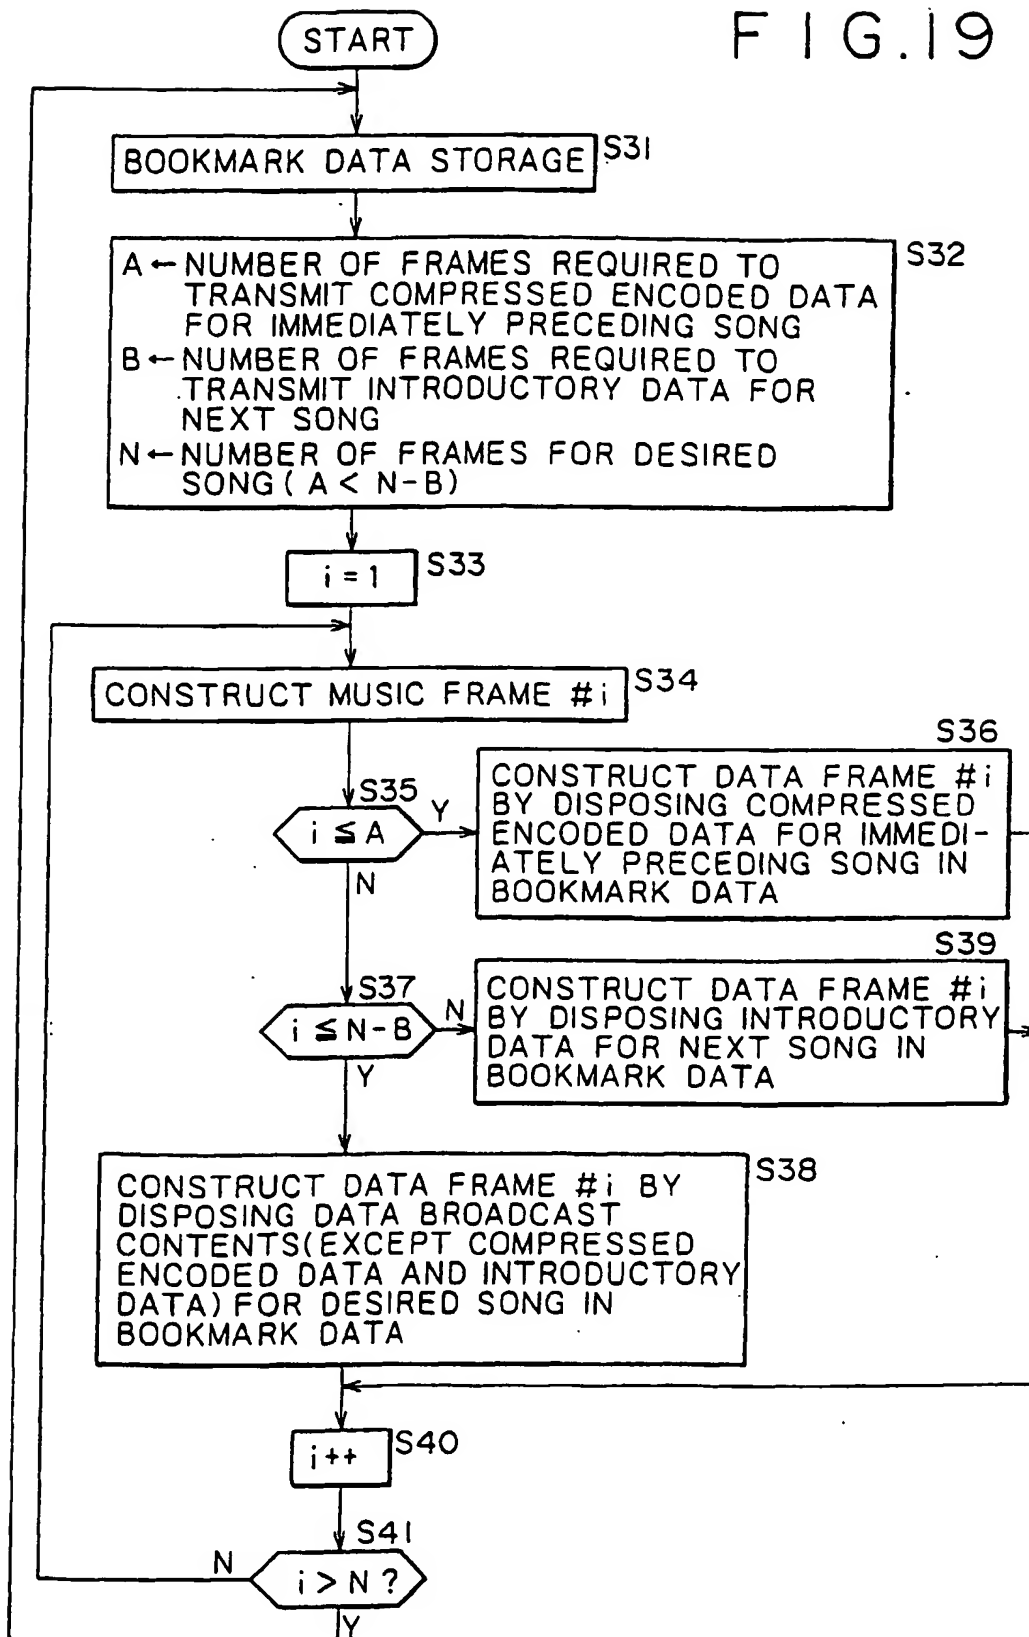 FIG.19
START
BOOKMARK DATA STORAGE
S31
S32
A←NUMBER OF FRAMES REQUIRED TO
TRANSMIT COMPRESSED ENCODED DATA
FOR IMMEDIATELY PRECEDING SONG
B←NUMBER OF FRAMES REQUIRED TO
TRANSMIT INTRODUCTORY DATA FOR
NEXT SONG
N←NUMBER OF FRAMES FOR DESIRED
SONG(A<N-B)
i=1
S33
CONSTRUCT MUSIC FRAME #i
S34
S35
i≦A
Y
N
S36
CONSTRUCT DATA FRAME #i
BY DISPOSING COMPRESSED
ENCODED DATA FOR IMMEDI-
ATELY PRECEDING SONG IN
BOOKMARK DATA
S37
i≦N-B
N
Y
S39
CONSTRUCT DATA FRAME #i
BY DISPOSING INTRODUCTORY
DATA FOR NEXT SONG IN
BOOKMARK DATA
S38
CONSTRUCT DATA FRAME #i BY
DISPOSING DATA BROADCAST
CONTENTS(EXCEPT COMPRESSED
ENCODED DATA AND INTRODUCTORY
DATA)FOR DESIRED SONG IN
BOOKMARK DATA
i++
S40
S41
i>N?
N
Y